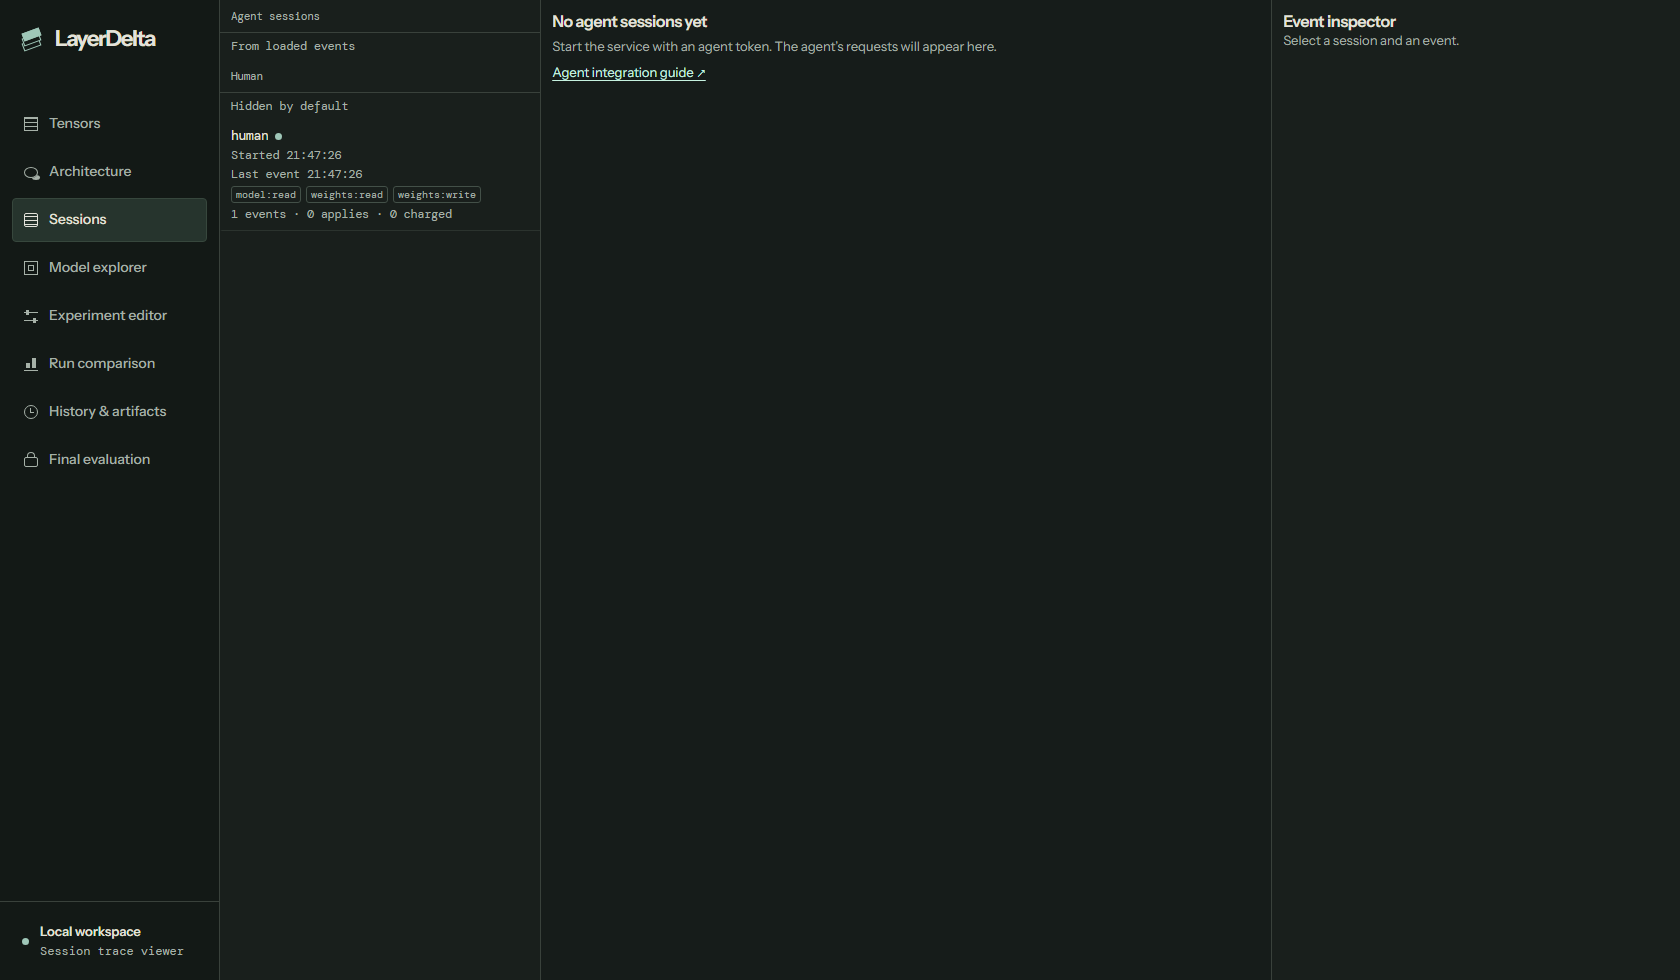 LayerDelta
Tensors
Architecture
Sessions
Model explorer
Experiment editor
Run comparison
History & artifacts
Final evaluation
Local workspace
Session trace viewer
Agent sessions
From loaded events
Human
Hidden by default
human
Started 21:47:26
Last event 21:47:26
model:read weights:read weights:write
1 events · 0 applies · 0 charged
No agent sessions yet
Start the service with an agent token. The agent's requests will appear here.
Agent integration guide ↗
Event inspector
Select a session and an event.